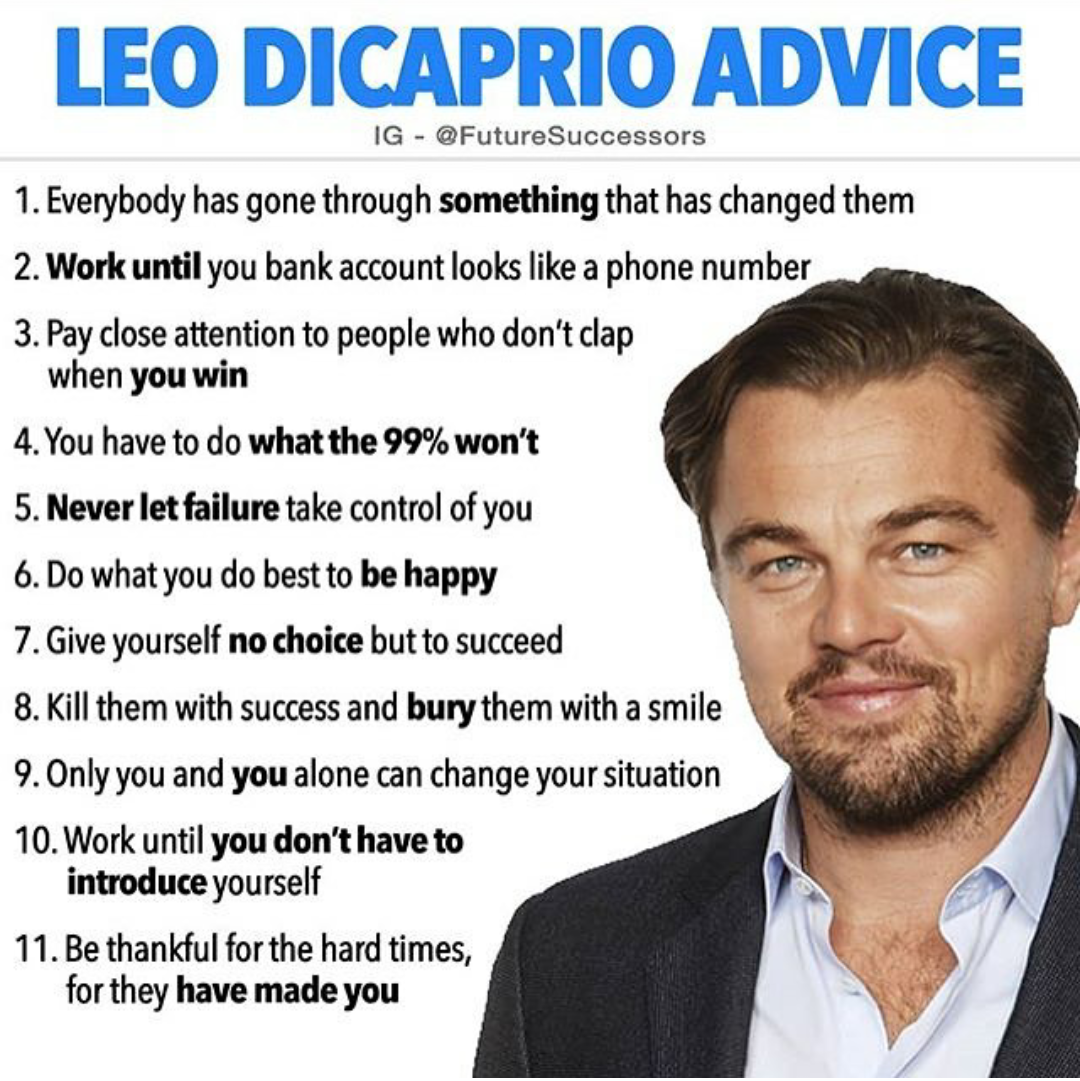 LEO DICAPRIO ADVICE
IG - @FutureSuccessors
1. Everybody has gone through something that has changed them
2. Work until you bank account looks like a phone number
3. Pay close attention to people who don't clap
when you win
4. You have to do what the 99% won't
5. Never let failure take control of you
6. Do what you do best to be happy
7. Give yourself no choice but to succeed
8. Kill them with success and bury them with a smile
9. Only you and you alone can change your situation
10. Work until you don't have to
introduce yourself
11. Be thankful for the hard times,
for they have made you